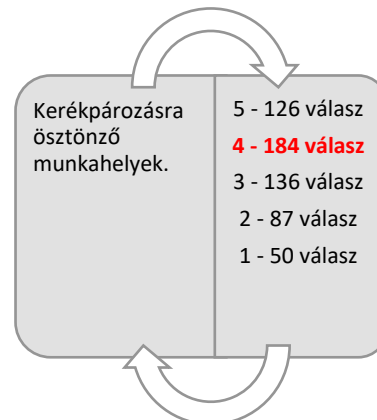 Kerékpározásra
ösztönző
munkahelyek.
5 - 126 válasz
4 - 184 válasz
3 - 136 válasz
2 - 87 válasz
1 - 50 válasz